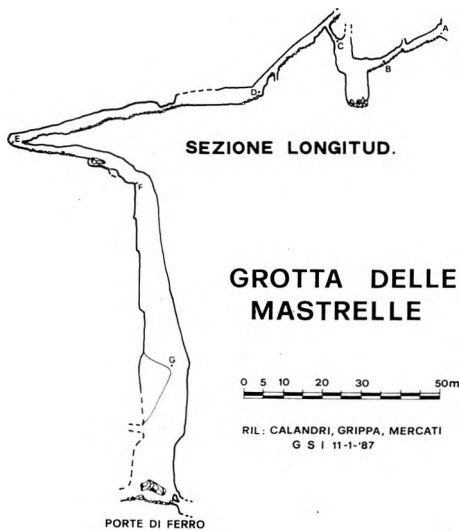 A
C
B
D
E
SEZIONE LONGITUD.
F
GROTTA DELLE
MASTRELLE
G
0 5 10 20 30 50m
RIL: CALANDRI, GRIPPA, MERCATI
G S I 11-1-'87
PORTE DI FERRO